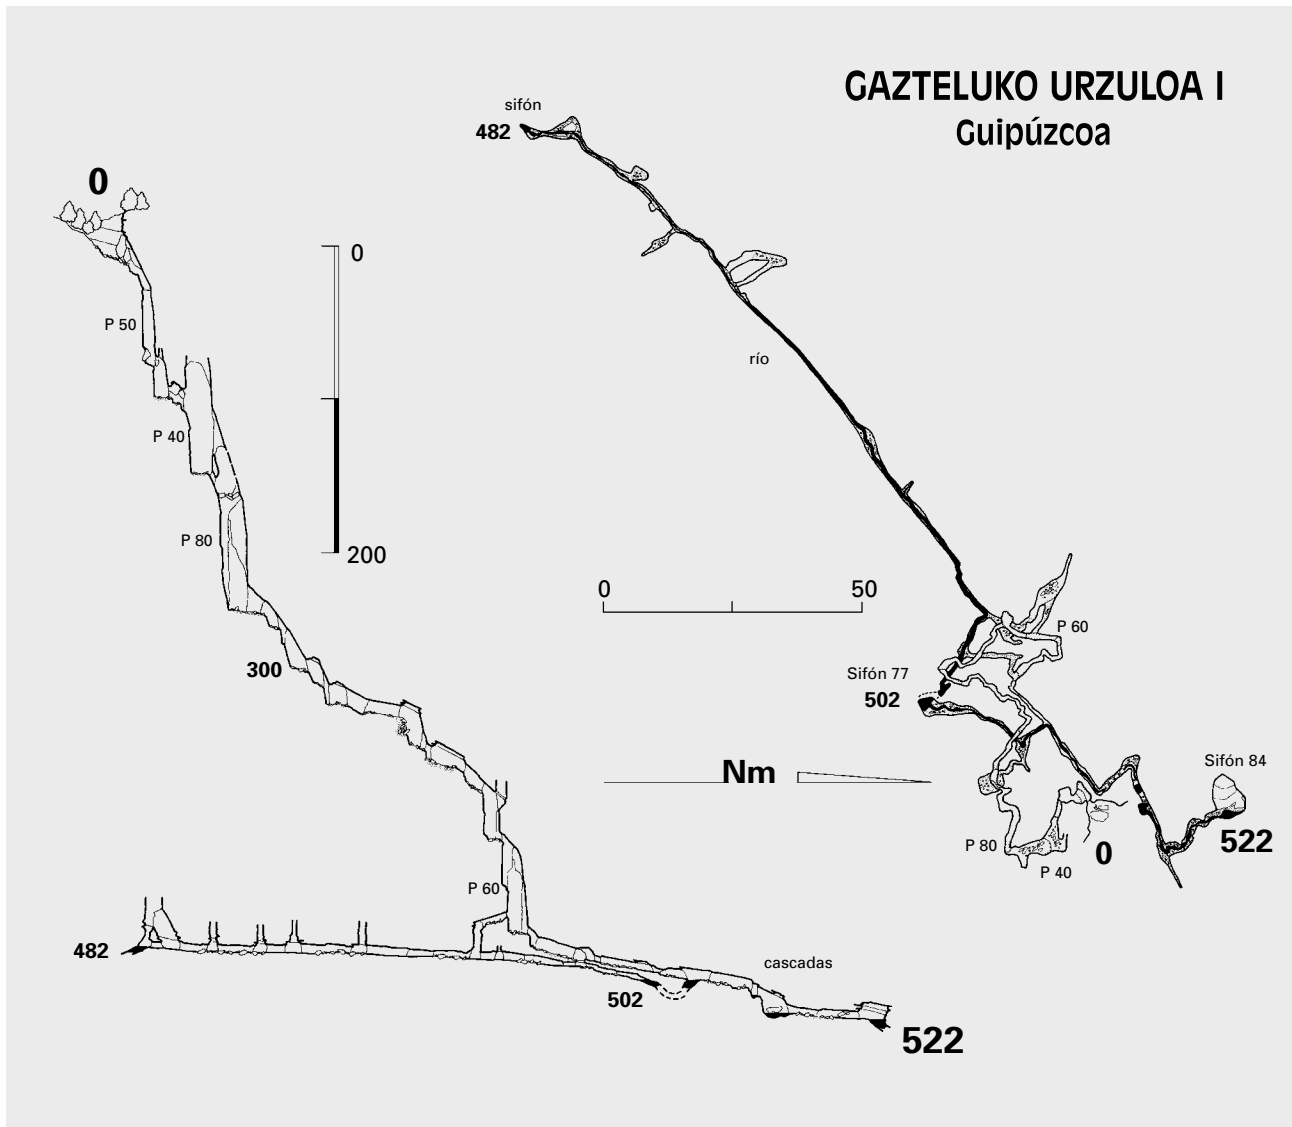 GAZTELUKO URZULOA I
Guipúzcoa
sifón
482
0
0
P 50
río
P 40
P 80
200
0
50
P 60
300
Sifón 77
502
Nm
Sifón 84
P 80
0
522
P 40
P 60
482
cascadas
502
522